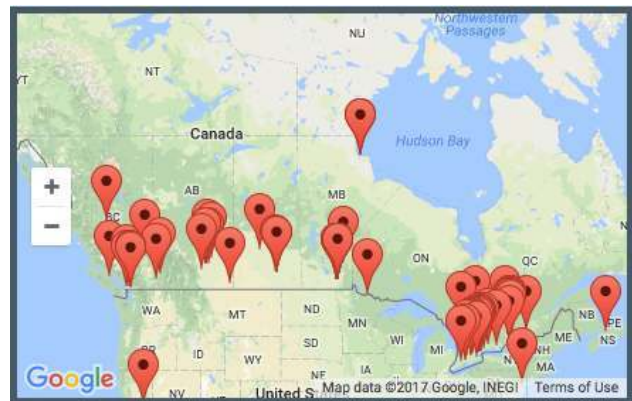 Northwestern
Passages
NU
YT
NT
Canada
Hudson Bay
+
AB
MB
BC
−
ON
QC
WA
MT
ND
MN
NB
PE
ME
NS
OR
ID
SD
WI
MI
NH
WY
NE
IA
MA
NV
Google
United S
Map data ©2017 Google, INEGI
Terms of Use